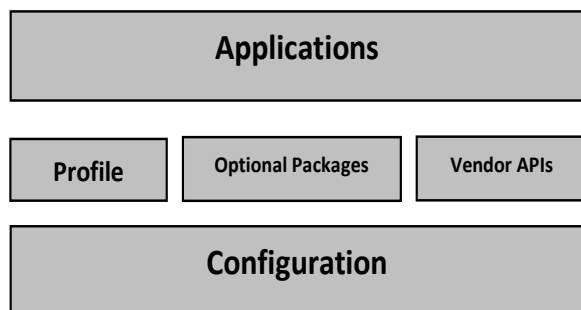 Applications
Profile
Optional Packages
Vendor APIs
Configuration